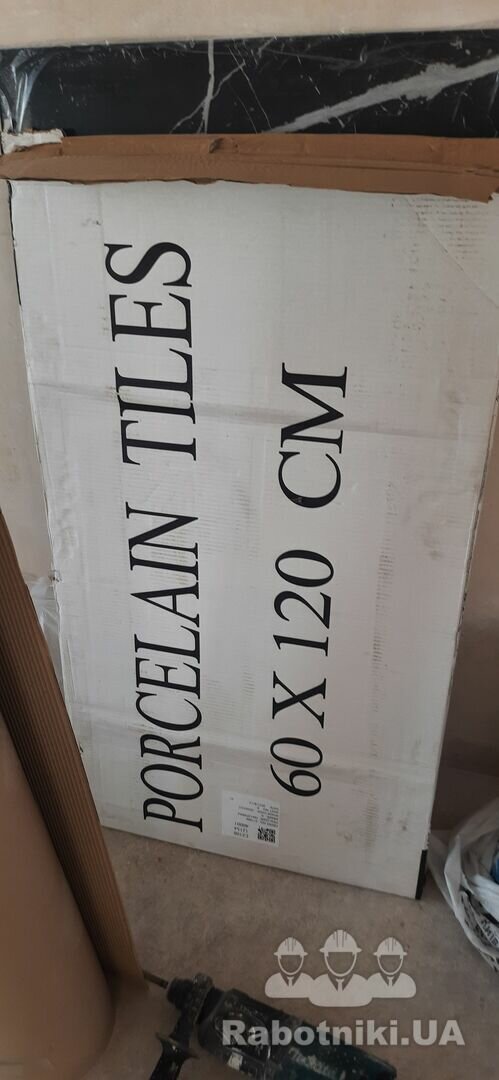 PORCELAIN TILES
60 X 120 CM
Rabotniki.UA